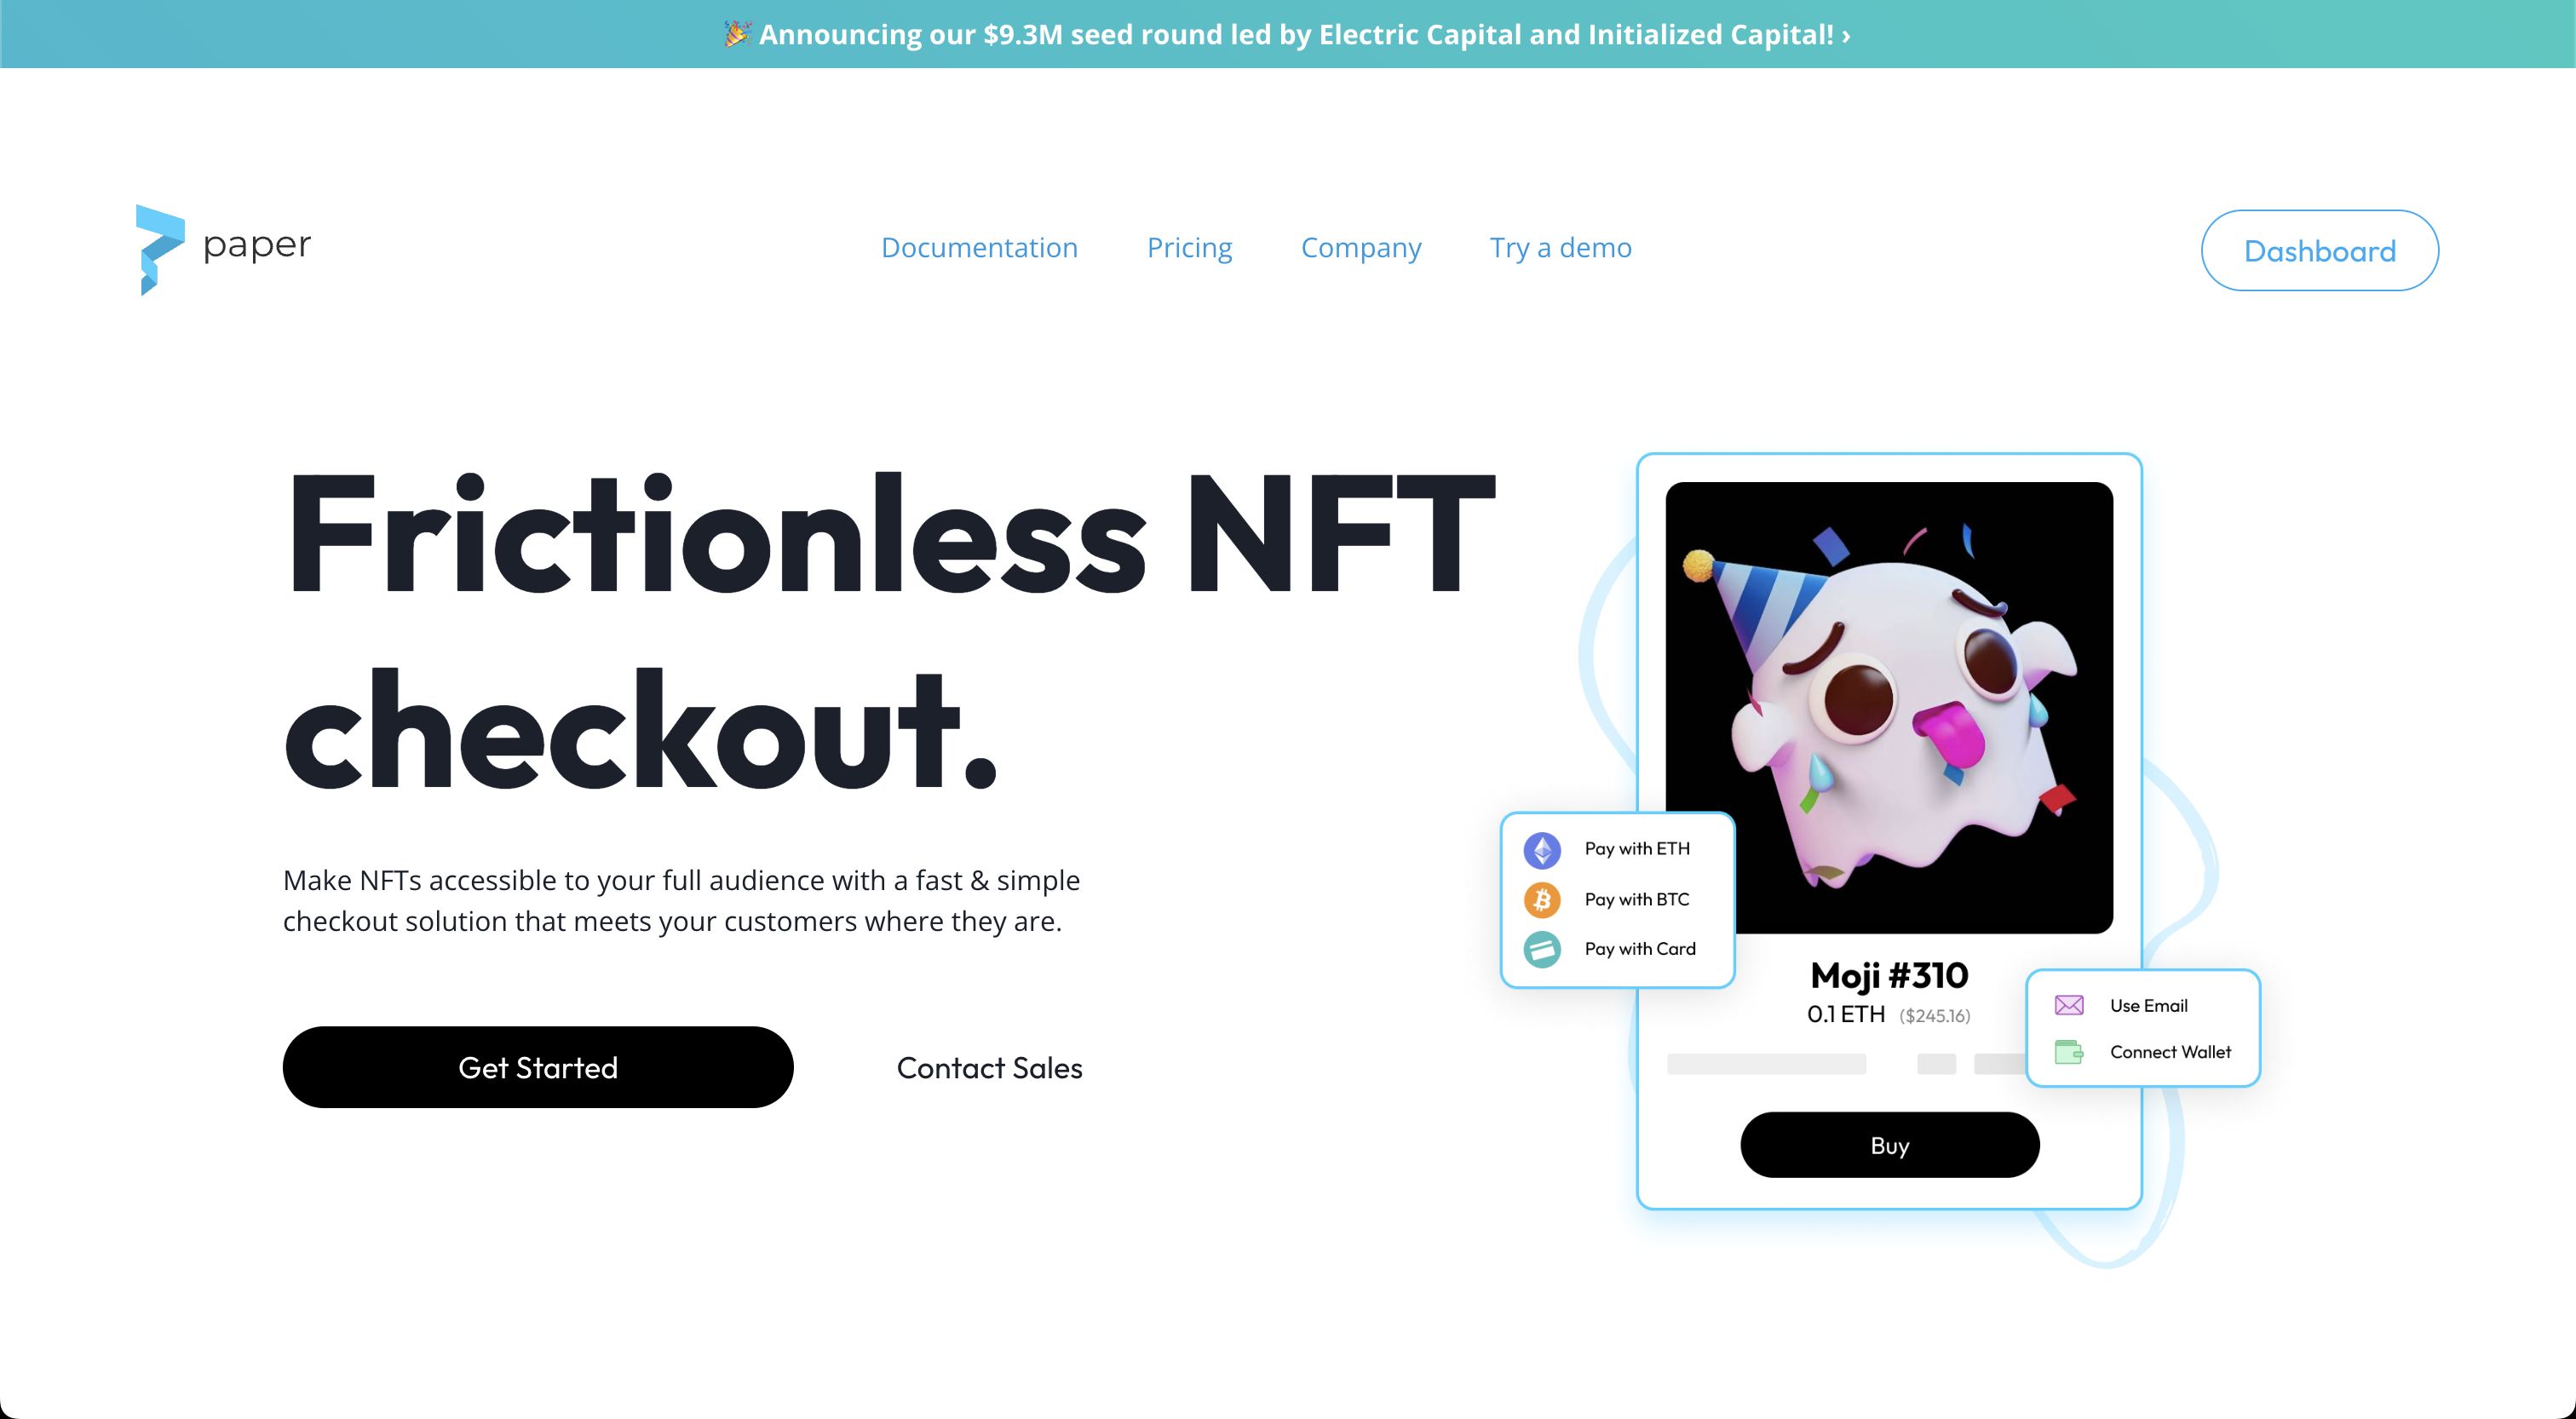 🎉 Announcing our $9.3M seed round led by Electric Capital and Initialized Capital! ›
paper
Documentation
Pricing
Company
Try a demo
Dashboard
Frictionless NFT
checkout.
Make NFTs accessible to your full audience with a fast & simple
checkout solution that meets your customers where they are.
Get Started
Contact Sales
Pay with ETH
Pay with BTC
Pay with Card
Moji #310
0.1 ETH ($245.16)
Use Email
Connect Wallet
Buy